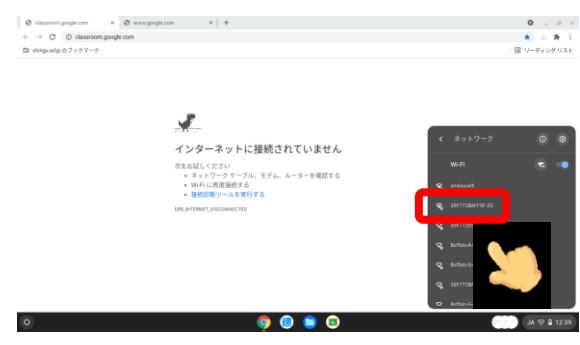 classroom.google.com
www.google.com
classroom.google.com
shingu.ed.jp のブックマーク
リーディング リスト
インターネットに接続されていません
次をお試しください
• ネットワーク ケーブル、モデム、ルーターを確認する
• Wi-Fi に再度接続する
• 接続診断ツールを実行する
ERR_INTERNET_DISCONNECTED
ネットワーク
Wi-Fi
JA
12:39